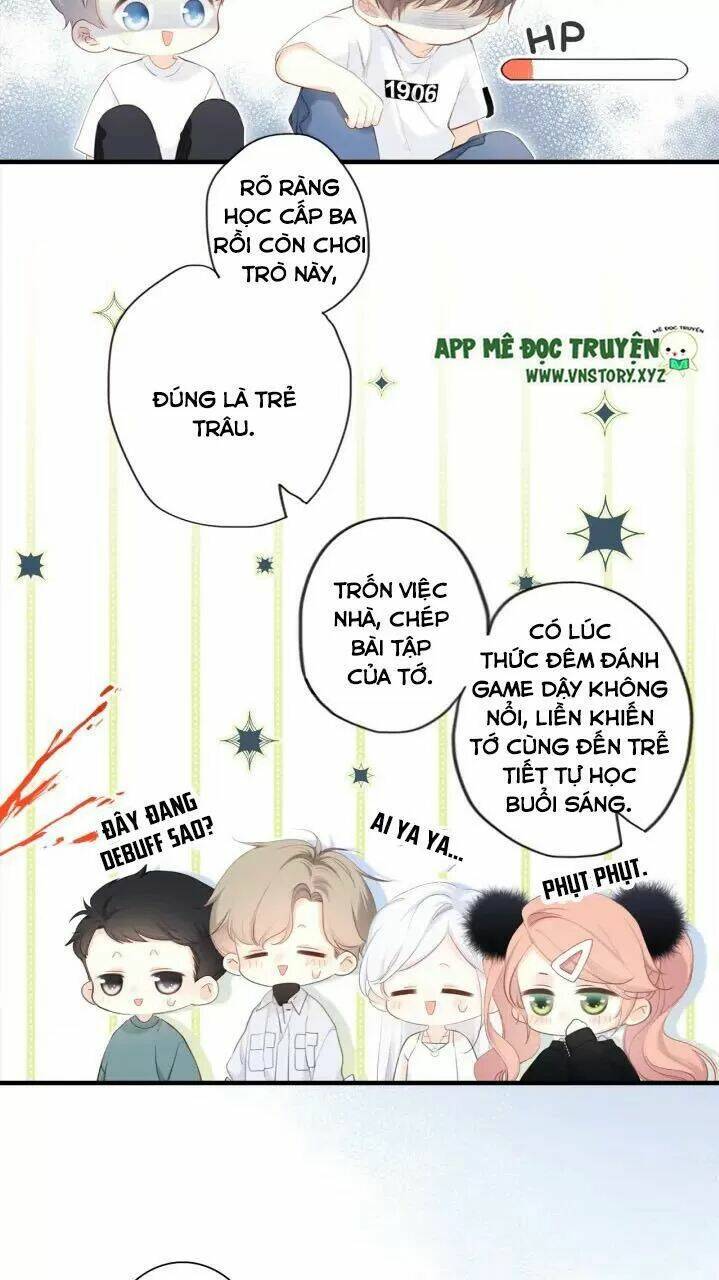 HP
1906
RÕ RÀNG
HỌC CẤP BA
RỒI CÒN CHƠI
TRÒ NÀY,
MÊ ĐỌC TRUYỆN
APP MÊ ĐỌC TRUYỆN
WWW.VNSTORY.XYZ
ĐÚNG LÀ TRẺ
TRÂU.
TRỐN VIỆC
NHÀ, CHÉP
BÀI TẬP
CỦA TỚ.
CÓ LÚC
THỨC ĐÊM ĐÁNH
GAME DẬY KHÔNG
NỔI, LIỀN KHIẾN
TỚ CÙNG ĐẾN TRỄ
TIẾT TỰ HỌC
BUỔI SÁNG.
ĐÂY ĐANG
DEBUFF SAO?
AI YA YA...
PHỤT PHỤT.